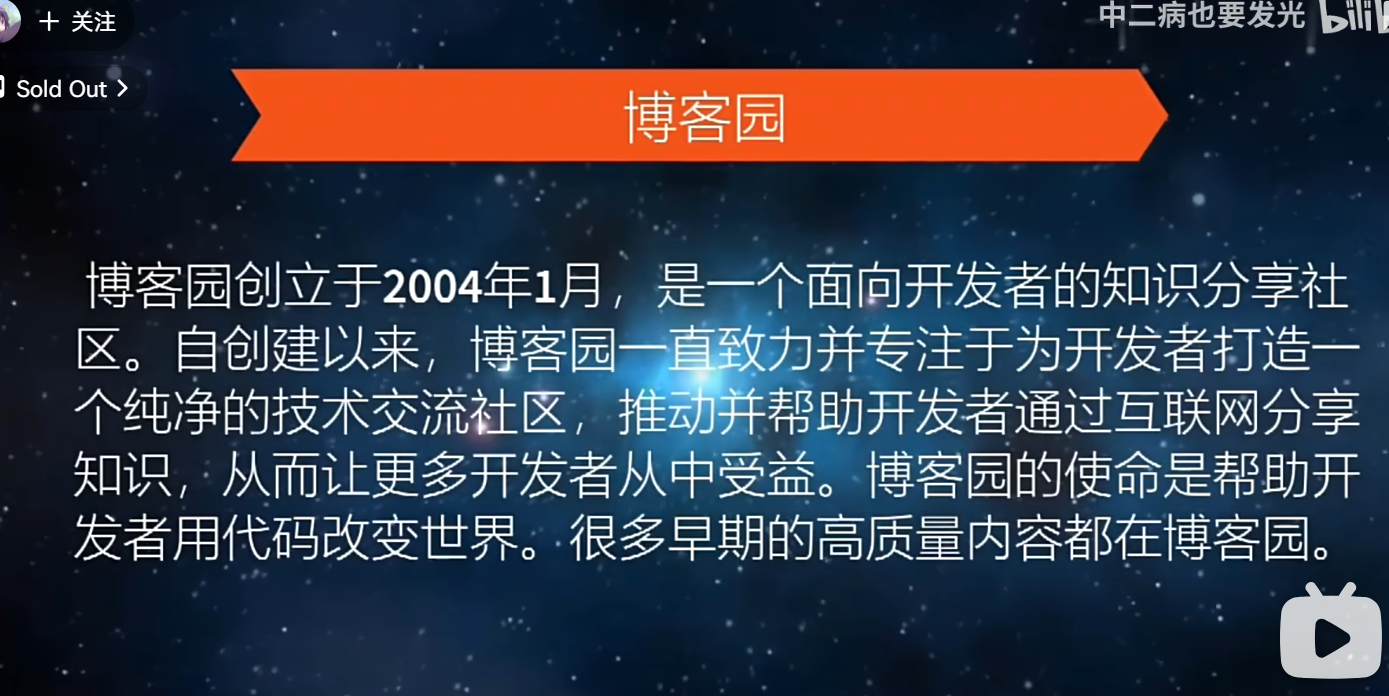 + 关注
中二病也要发光 bili
Sold Out >
博客园
博客园创立于2004年1月，是一个面向开发者的知识分享社
区。自创建以来，博客园一直致力并专注于为开发者打造一
个纯净的技术交流社区，推动并帮助开发者通过互联网分享
知识，从而让更多开发者从中受益。博客园的使命是帮助开
发者用代码改变世界。很多早期的高质量内容都在博客园。